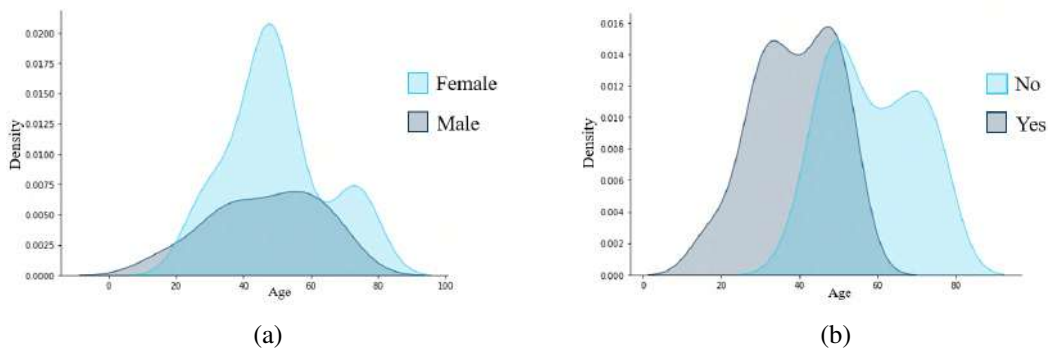 0.0200
0.0175
0.0150
0.0125
0.0100
0.0075
0.0050
0.0025
0.0000
Density
0 20 40 60 80 100
Age
Female
Male
(a)
0.016
0.014
0.012
0.010
0.008
0.006
0.004
0.002
0.000
Density
0 20 40 60 80
Age
No
Yes
(b)